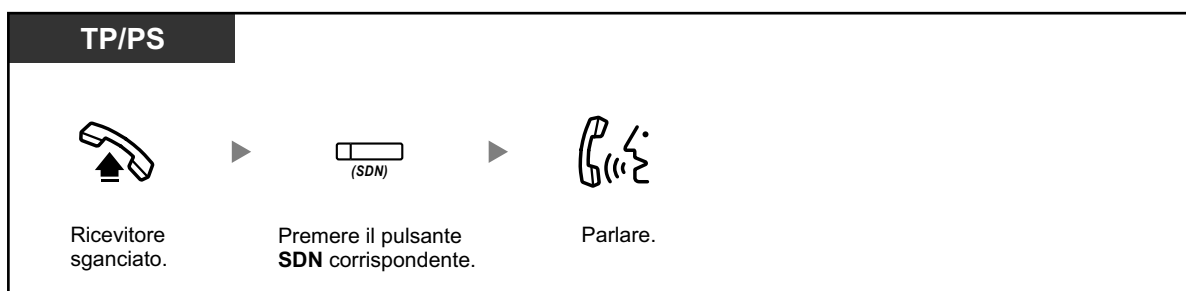 TP/PS
(SDN)
Ricevitore
sganciato.
Premere il pulsante
SDN corrispondente.
Parlare.